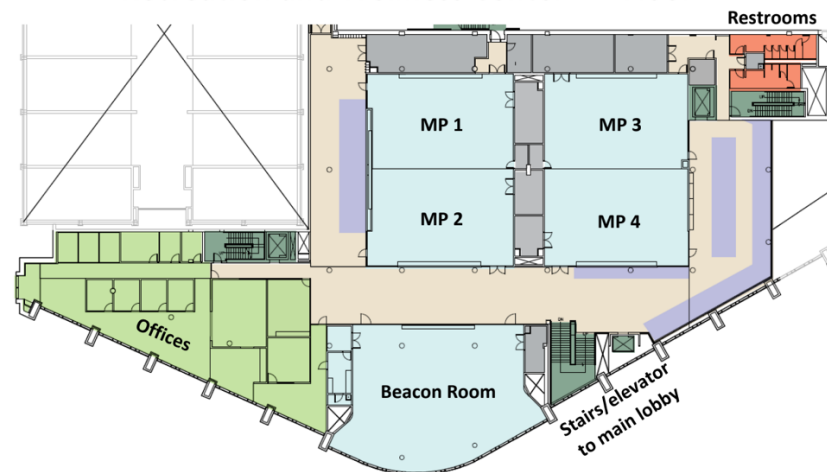 Restrooms
MP 1
MP 3
MP 2
MP 4
Offices
Beacon Room
Stairs/elevator
to main lobby